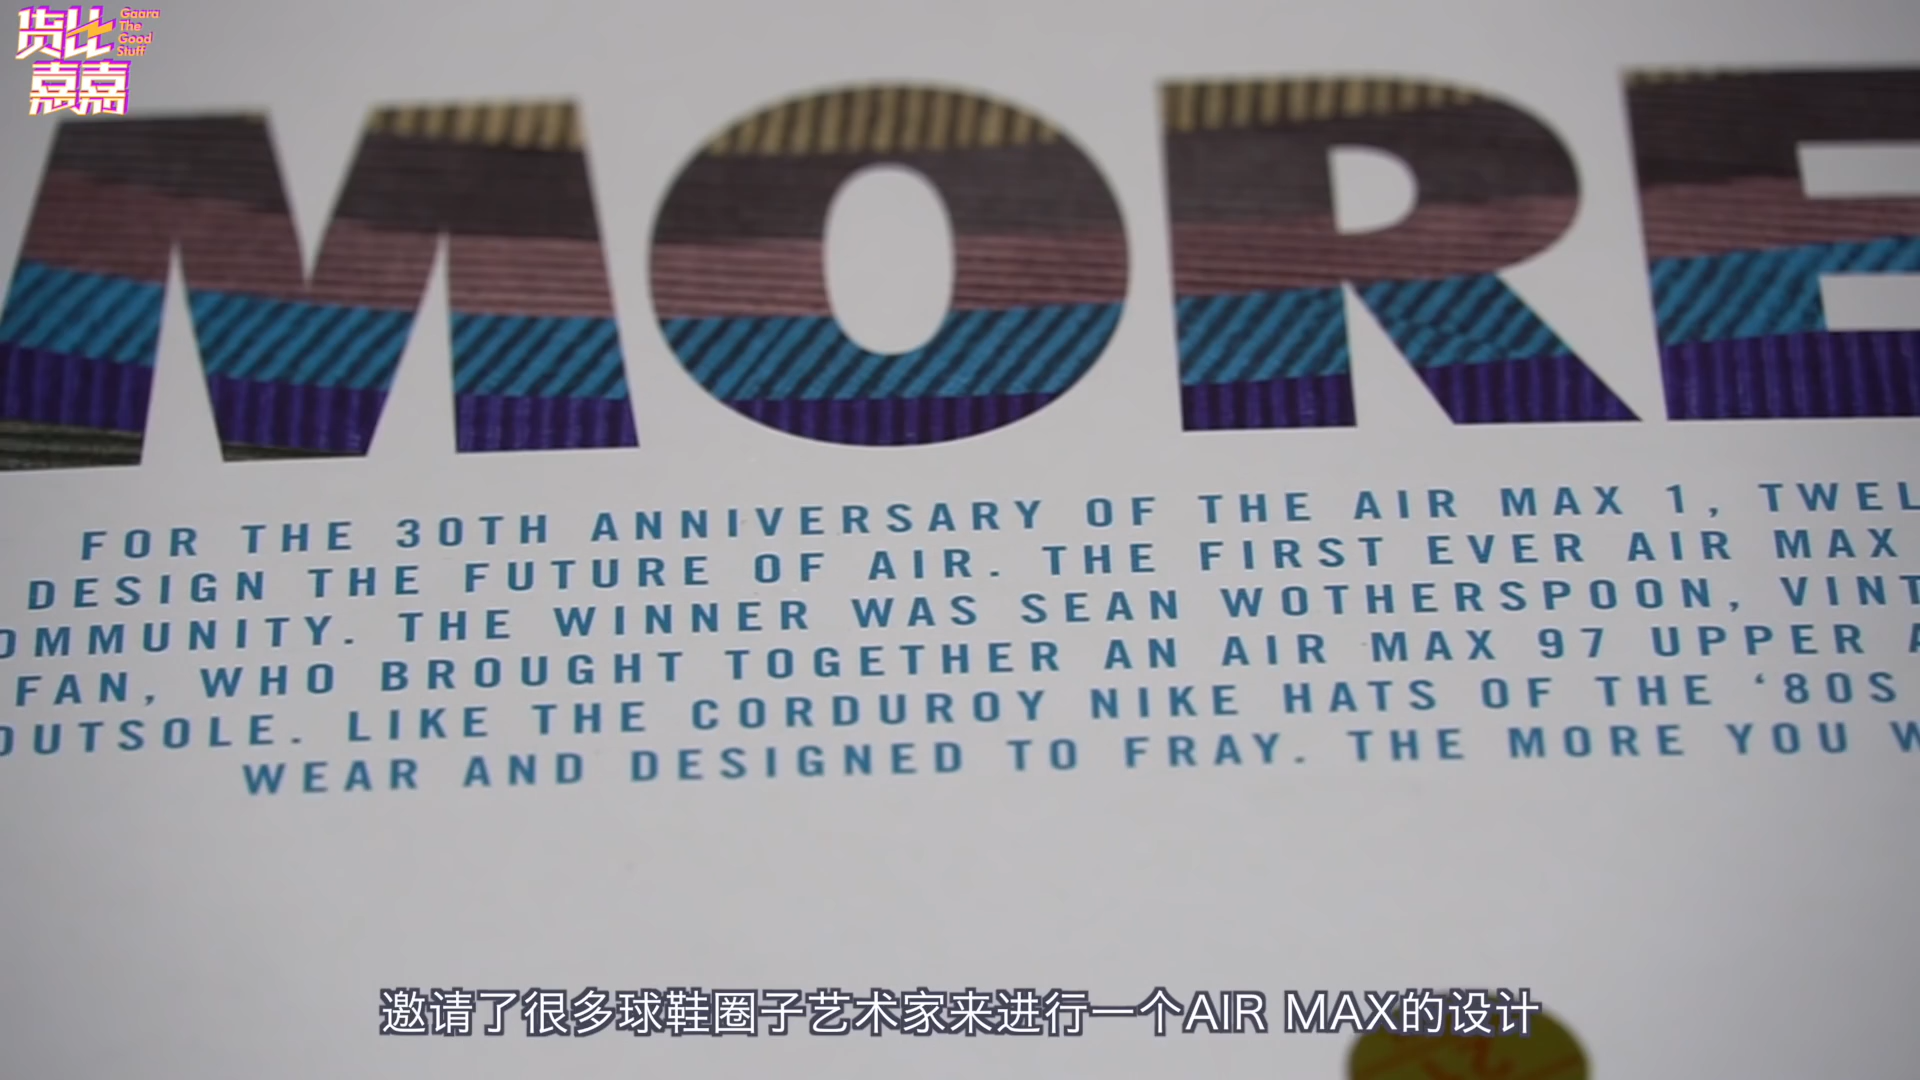 货比
嘉嘉
Gaara
The
Good
Stuff
MORE
FOR THE 30TH ANNIVERSARY OF THE AIR MAX 1,
DESIGN THE FUTURE OF AIR. THE FIRST EVER AIR MAX
THE WINNER WAS SEAN WOTHERSPOON,
FAN, WHO BROUGHT TOGETHER AN AIR MAX 97 UPPER
OUTSOLE. LIKE THE CORDUROY NIKE HATS OF THE ‘80S
WEAR AND DESIGNED TO FRAY. THE MORE YOU
邀请了很多球鞋圈子艺术家来进行一个AIR MAX的设计